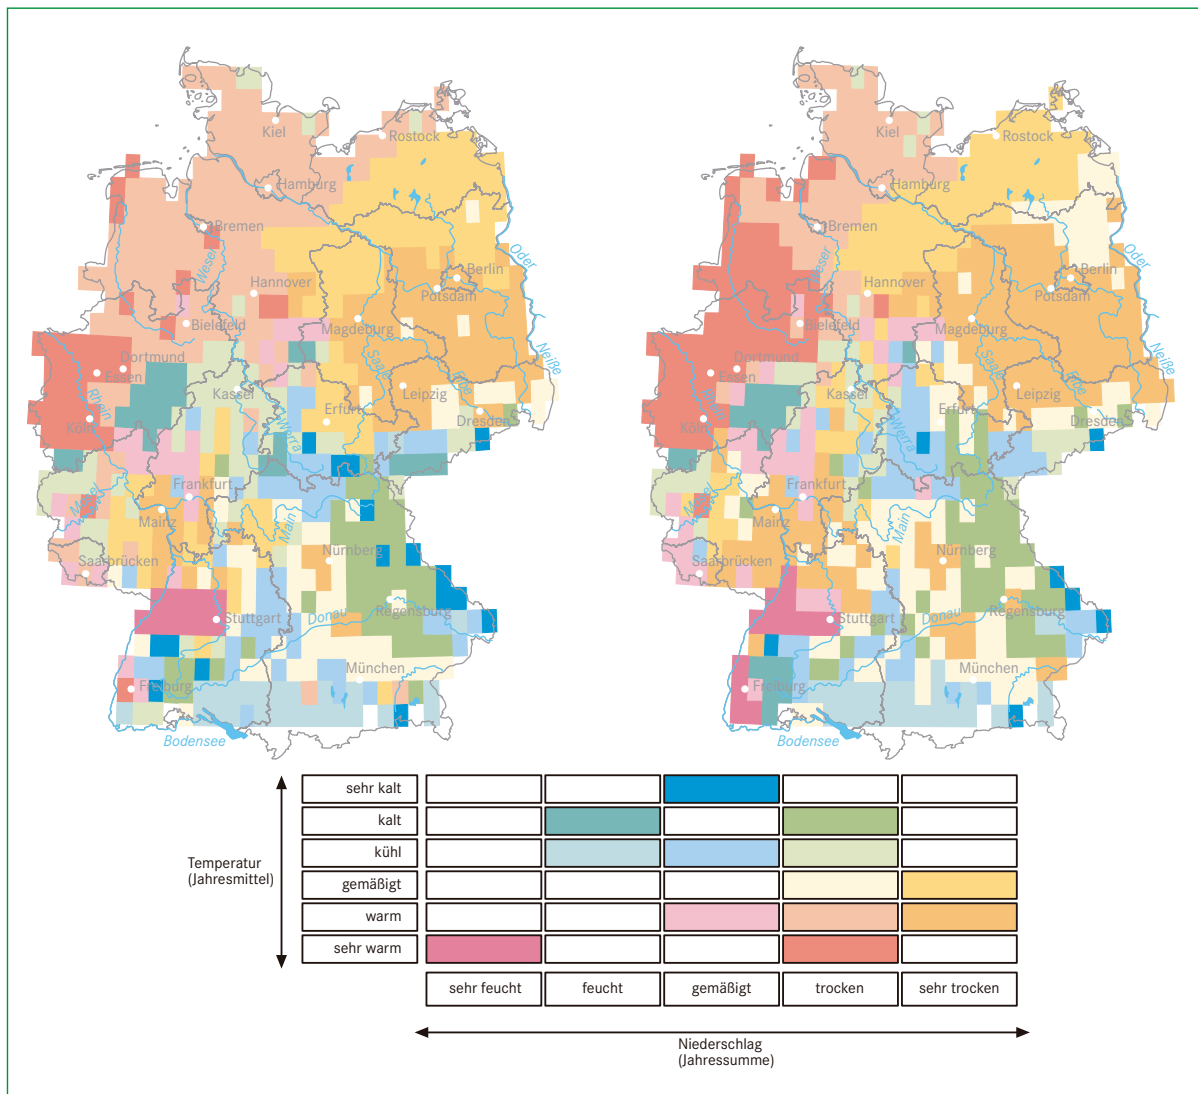 Kiel
Rostock
Hamburg
Bremen
Weser
Oder
Hannover
Berlin
Potsdam
Bielefeld
Magdeburg
Neiße
Dortmund
Essen
Saale
Elbe
Rhein
Kassel
Leipzig
Köln
Erfurt
Dresden
Werra
Mosel
Frankfurt
Mainz
Main
Nürnberg
Saarbrücken
Donau
Regensburg
Stuttgart
München
Freiburg
Bodensee
Kiel
Rostock
Hamburg
Bremen
Weser
Oder
Hannover
Berlin
Potsdam
Bielefeld
Magdeburg
Neiße
Dortmund
Essen
Saale
Elbe
Rhein
Kassel
Leipzig
Köln
Erfurt
Dresden
Werra
Mosel
Frankfurt
Mainz
Main
Nürnberg
Saarbrücken
Donau
Regensburg
Stuttgart
München
Freiburg
Bodensee
Temperatur
(Jahresmittel)
sehr kalt
kalt
kühl
gemäßigt
warm
sehr warm
sehr feucht
feucht
gemäßigt
trocken
sehr trocken
Niederschlag
(Jahressumme)